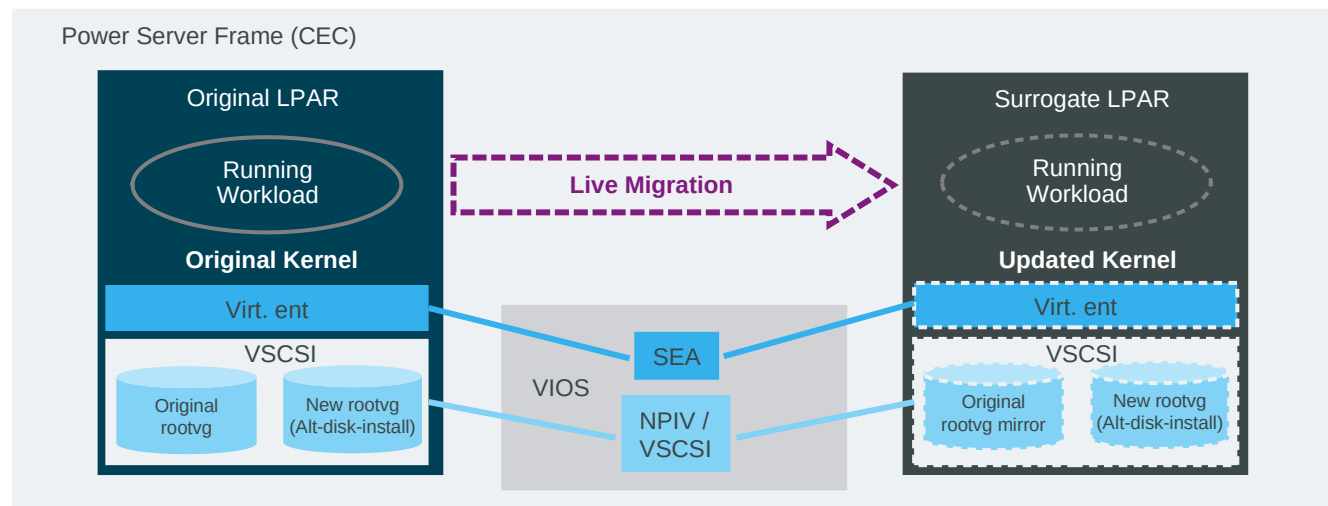 Power Server Frame (CEC)
Original LPAR
Running
Workload
Original Kernel
Virt. ent
VSCSI
Original
rootvg
New rootvg
(Alt-disk-install)
Live Migration
VIOS
SEA
NPIV /
VSCSI
Surrogate LPAR
Running
Workload
Updated Kernel
Virt. ent
VSCSI
Original
rootvg mirror
New rootvg
(Alt-disk-install)